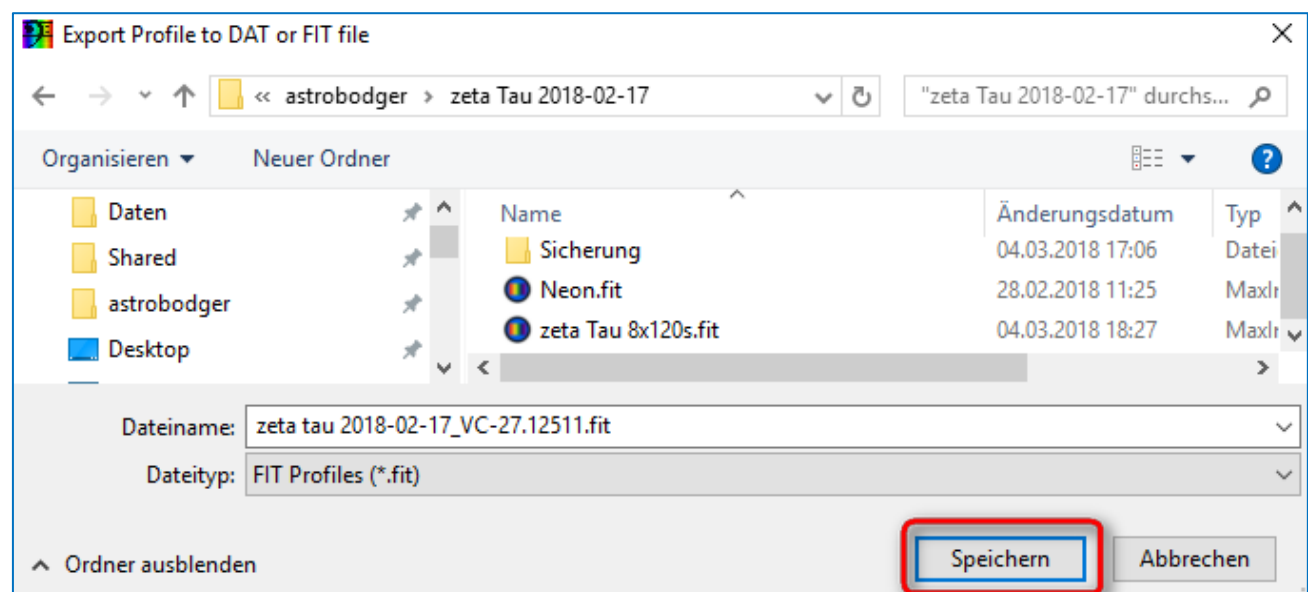 Export Profile to DAT or FIT file
« astrobodger › zeta Tau 2018-02-17
"zeta Tau 2018-02-17" durchs...
Organisieren Neuer Ordner ?
Daten
Shared
astrobodger
Desktop
Name Änderungsdatum Typ
Sicherung 04.03.2018 17:06 Datei
Neon.fit 28.02.2018 11:25 MaxIr
zeta Tau 8x120s.fit 04.03.2018 18:27 MaxIr
Dateiname: zeta tau 2018-02-17_VC-27.12511.fit
Dateityp: FIT Profiles (*.fit)
Ordner ausblenden Speichern Abbrechen